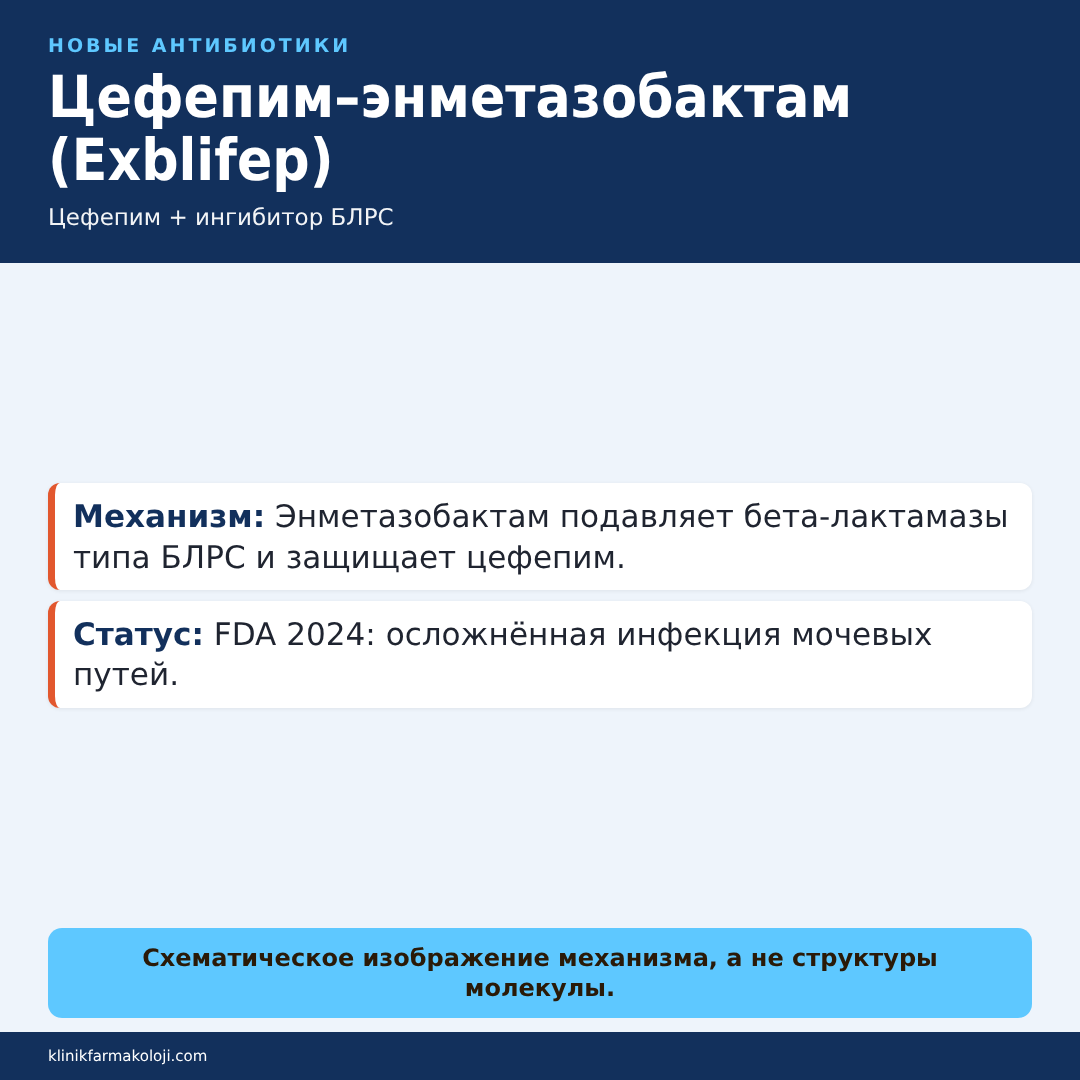 НОВЫЕ АНТИБИОТИКИ
Цефепим–энметазобактам
(Exblifep)
Цефепим + ингибитор БЛРС
Механизм: Энметазобактам подавляет бета-лактамазы
типа БЛРС и защищает цефепим.
Статус: FDA 2024: осложнённая инфекция мочевых
путей.
Схематическое изображение механизма, а не структуры
молекулы.
klinikfarmakoloji.com